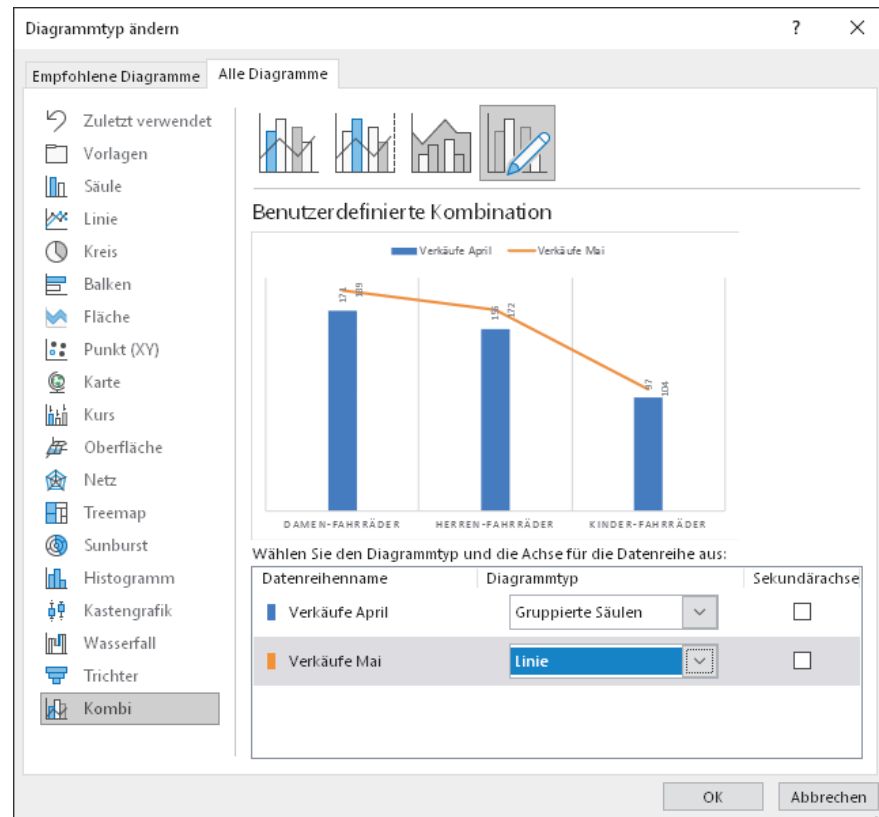 Diagrammtyp ändern ?
Empfohlene Diagramme Alle Diagramme
Zuletzt verwendet
Vorlagen
Säule
Linie
Kreis
Balken
Fläche
Punkt (XY)
Karte
Kurs
Oberfläche
Netz
Treemap
Sunburst
Histogramm
Kastengrafik
Wasserfall
Trichter
Kombi
Benutzerdefinierte Kombination
Verkäufe April Verkäufe Mai
174 189
156 172
97 104
DAMEN-FAHRRÄDER HERREN-FAHRRÄDER KINDER-FAHRRÄDER
Wählen Sie den Diagrammtyp und die Achse für die Datenreihe aus:
Datenreihenname Diagrammtyp Sekundärachse
Verkäufe April Gruppierte Säulen
Verkäufe Mai Linie
OK Abbrechen